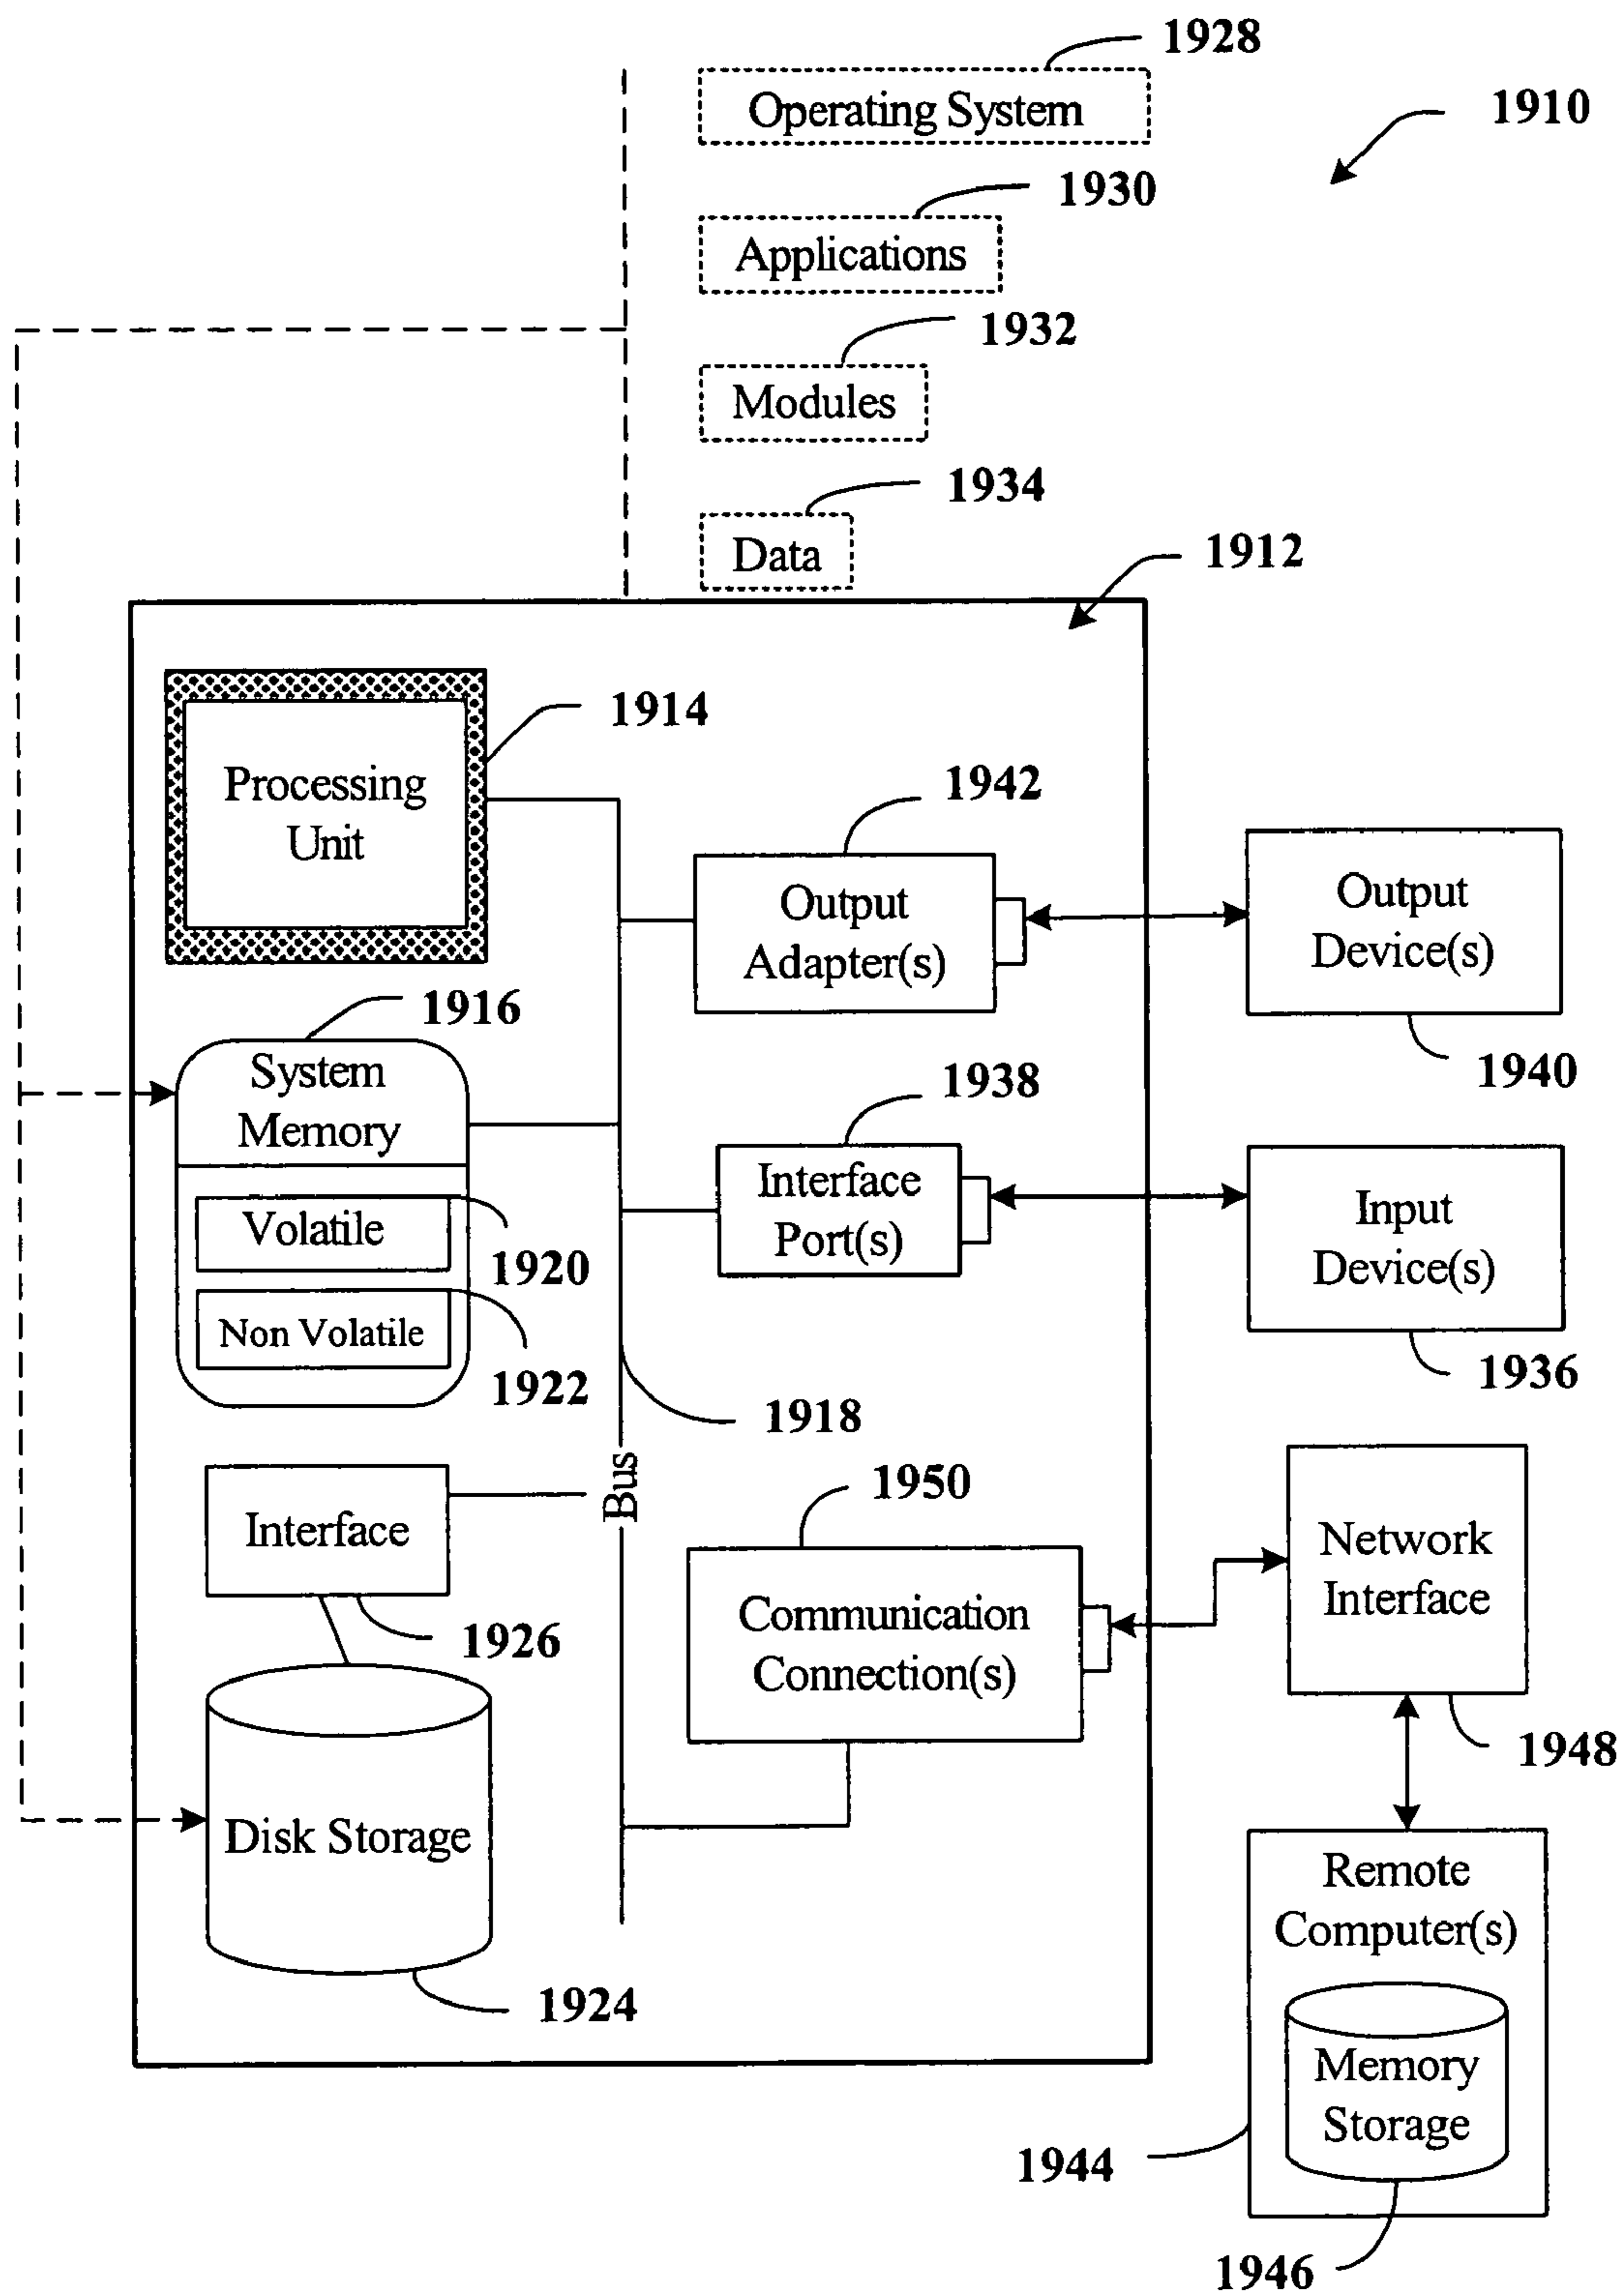 1928
Operating System
1910
1930
Applications
1932
Modules
1934
Data
1912
1914
Processing
Unit
1942
Output
Adapter(s)
Output
Device(s)
1940
1916
System
Memory
1938
Interface
Port(s)
Input
Device(s)
1936
Volatile
1920
Non Volatile
1922
1918
Bus
Interface
1926
1950
Communication
Connection(s)
Network
Interface
1948
Disk Storage
1924
Remote
Computer(s)
Memory
Storage
1944
1946